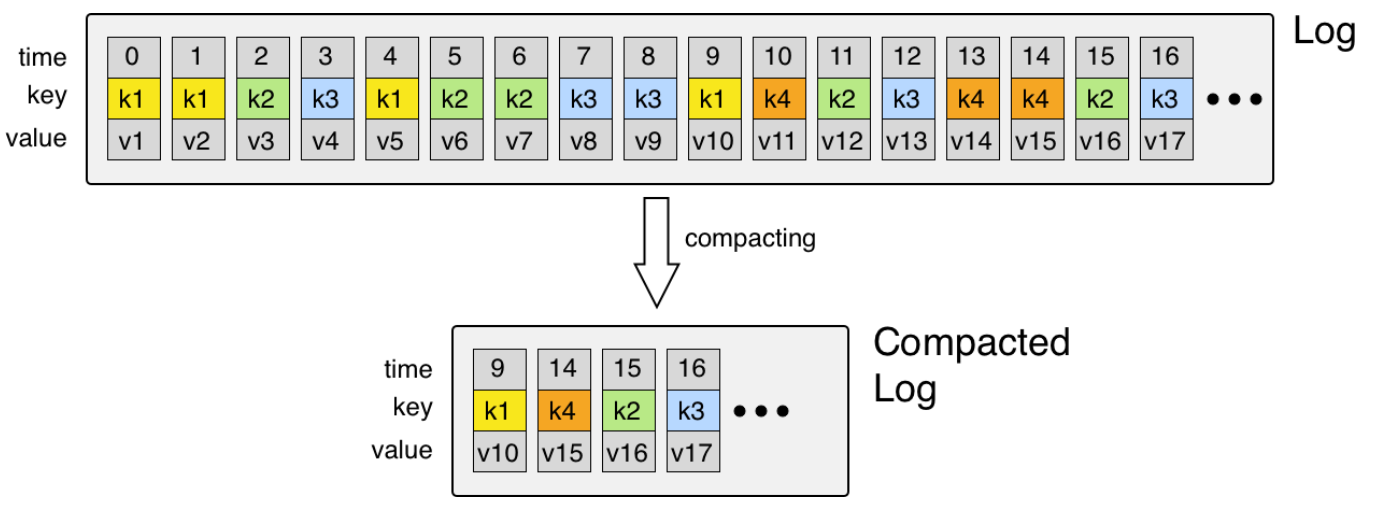 Log
time 0 1 2 3 4 5 6 7 8 9 10 11 12 13 14 15 16
key k1 k1 k2 k3 k1 k2 k2 k3 k3 k1 k4 k2 k3 k4 k4 k2 k3 •••
value v1 v2 v3 v4 v5 v6 v7 v8 v9 v10 v11 v12 v13 v14 v15 v16 v17
compacting
Compacted
Log
time 9 14 15 16
key k1 k4 k2 k3 •••
value v10 v15 v16 v17